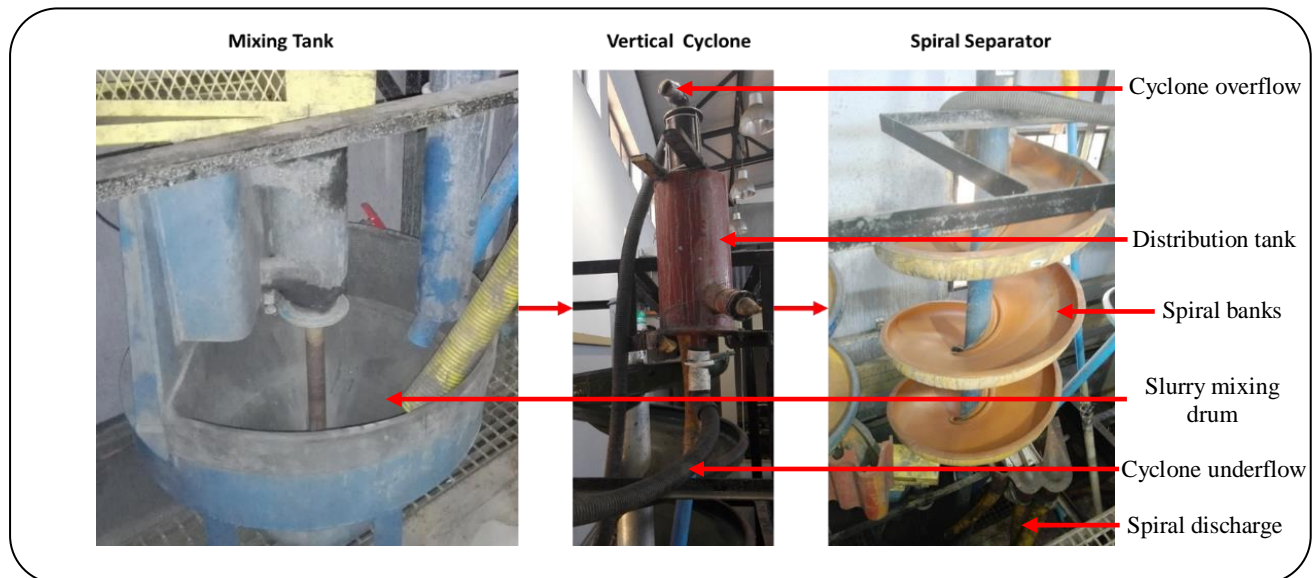 Mixing Tank
Vertical Cyclone
Spiral Separator
Cyclone overflow
Distribution tank
Spiral banks
Slurry mixing
drum
Cyclone underflow
Spiral discharge